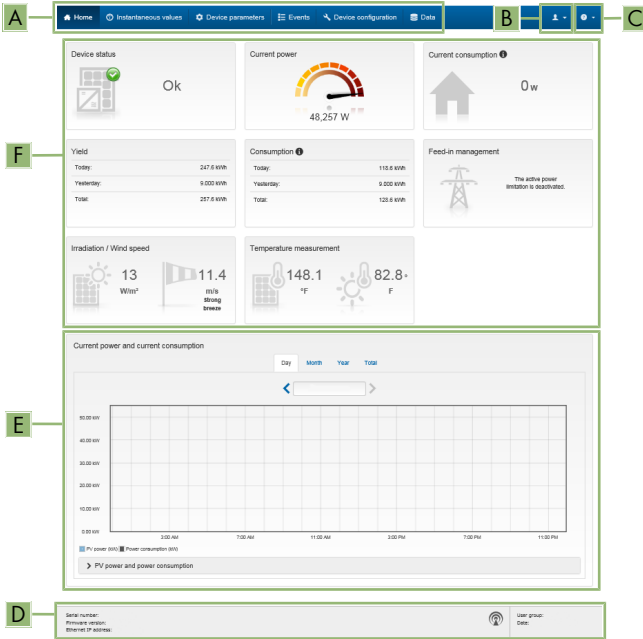 A
Home Instantaneous values Device parameters Events Device configuration Data
B
C
F
Device status
Ok
Current power
48,257 W
Current consumption
0 w
Yield
Today: 247.6 kWh
Yesterday: 9.000 kWh
Total: 257.6 kWh
Consumption
Today: 118.6 kWh
Yesterday: 9.000 kWh
Total: 128.6 kWh
Feed-in management
The active power
limitation is deactivated.
Irradiation / Wind speed
13
W/m²
11.4
m/s
strong
breeze
Temperature measurement
148.1
°F
82.8°
F
E
Current power and current consumption
Day Month Year Total
50.00 kW
40.00 kW
30.00 kW
20.00 kW
10.00 kW
0.00 kW
3:00 AM 7:00 AM 11:00 AM 3:00 PM 7:00 PM 11:00 PM
PV power (kW) Power consumption (kW)
PV power and power consumption
D
Serial number:
Firmware version:
Ethernet IP address:
User group:
Date: